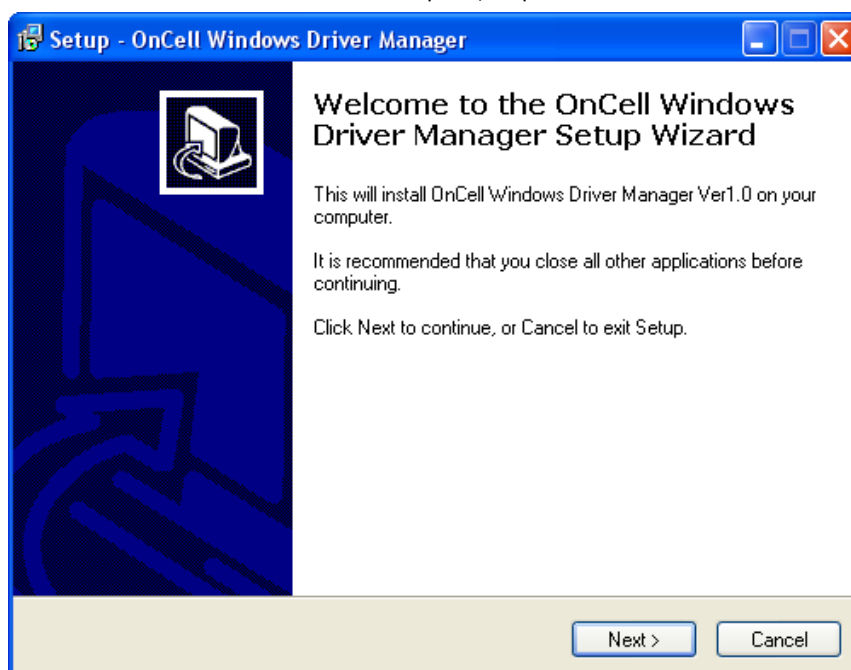 Setup - OnCell Windows Driver Manager
Welcome to the OnCell Windows
Driver Manager Setup Wizard
This will install OnCell Windows Driver Manager Ver1.0 on your
computer.
It is recommended that you close all other applications before
continuing.
Click Next to continue, or Cancel to exit Setup.
Next >
Cancel